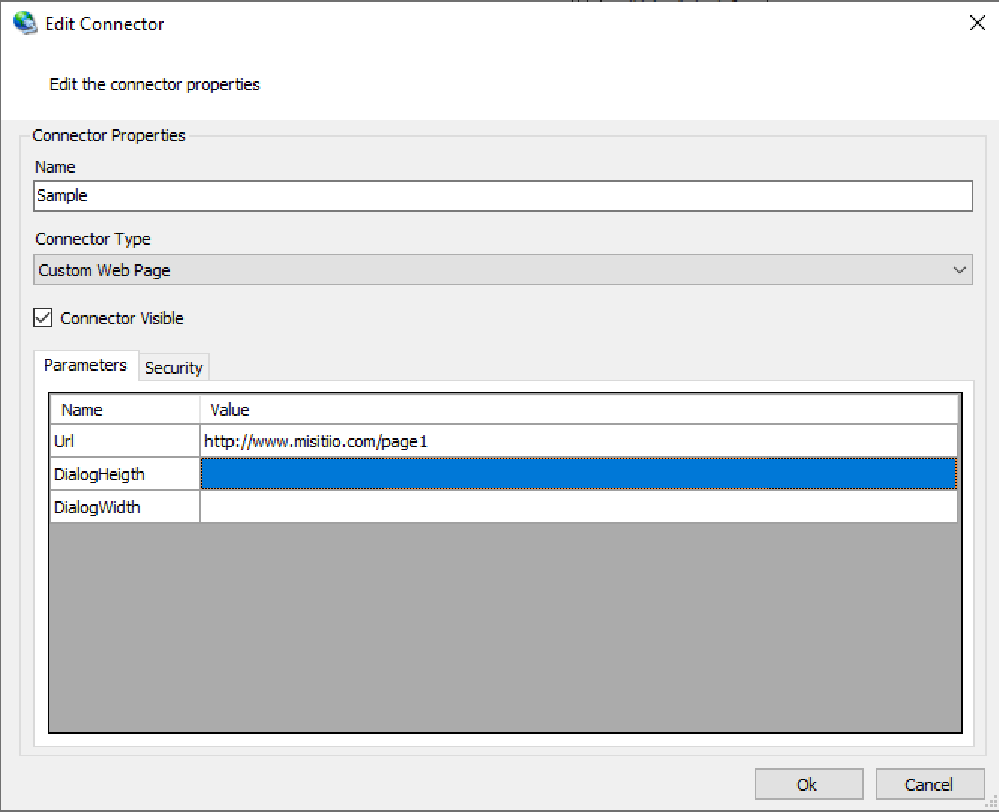 Edit Connector
Edit the connector properties
Connector Properties
Name
Sample
Connector Type
Custom Web Page
Connector Visible
Parameters Security
Name Value
Url http://www.misitiio.com/page1
DialogHeigth
DialogWidth
Ok Cancel